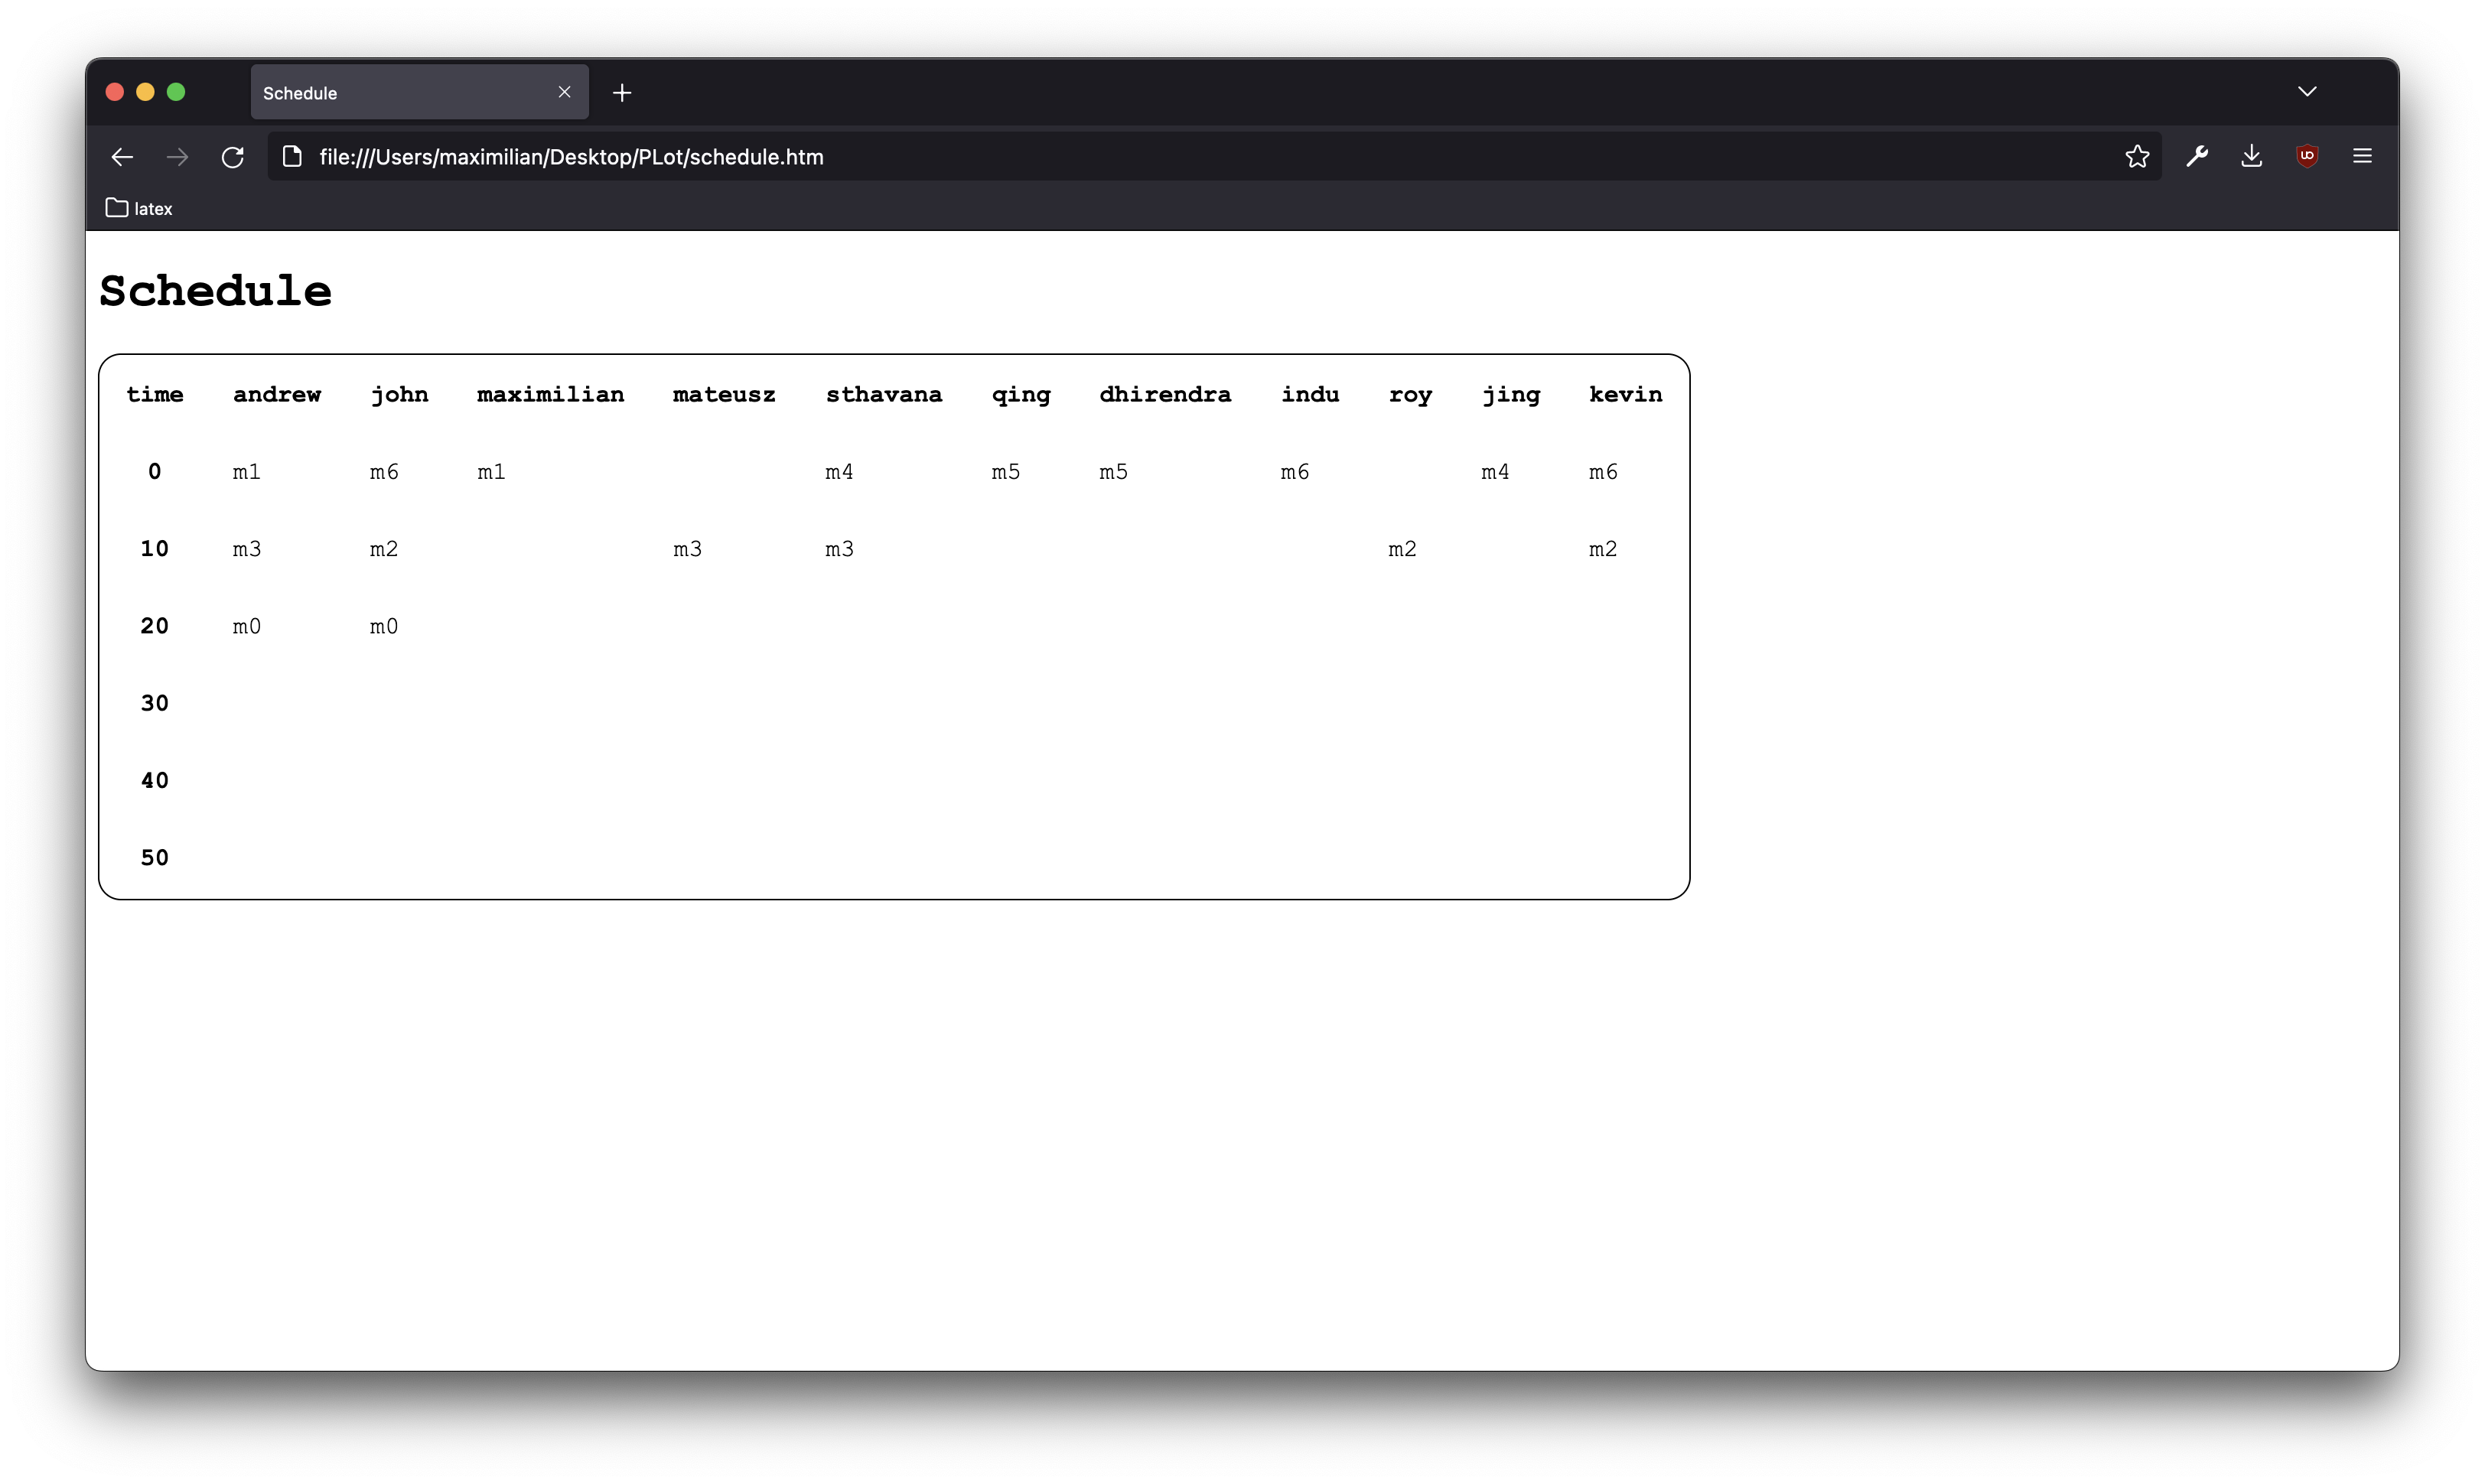 Schedule
file:///Users/maximilian/Desktop/PLot/schedule.htm
latex
Schedule
time andrew john maximilian mateusz sthavana qing dhirendra indu roy jing kevin
0 m1 m6 m1 m4 m5 m5 m6 m4 m6
10 m3 m2 m3 m3 m2 m2
20 m0 m0
30
40
50